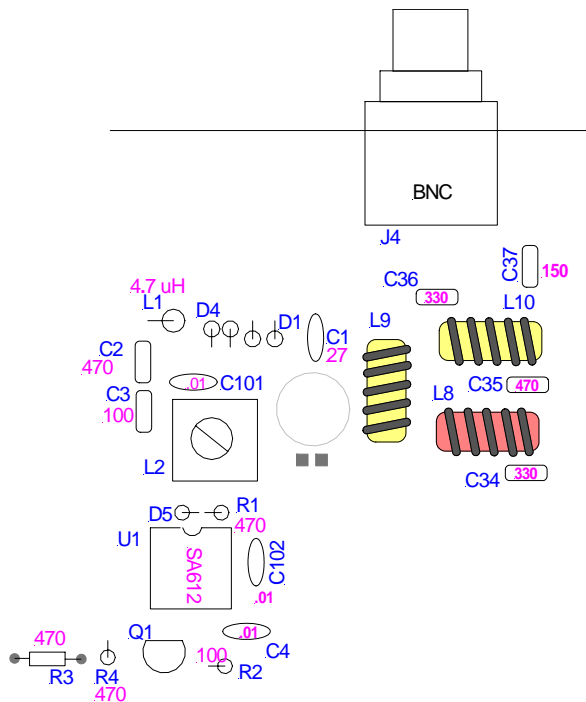 BNC
J4
C37
150
C36
330
4.7 uH
L1
D4
D1
C1
27
L9
L10
C2
470
.01
C101
C3
.100
C35
470
L8
L2
C34
330
D5
R1
470
U1
SA612
C102
.01
Q1
.01
C4
470
R3
R4
470
100
R2